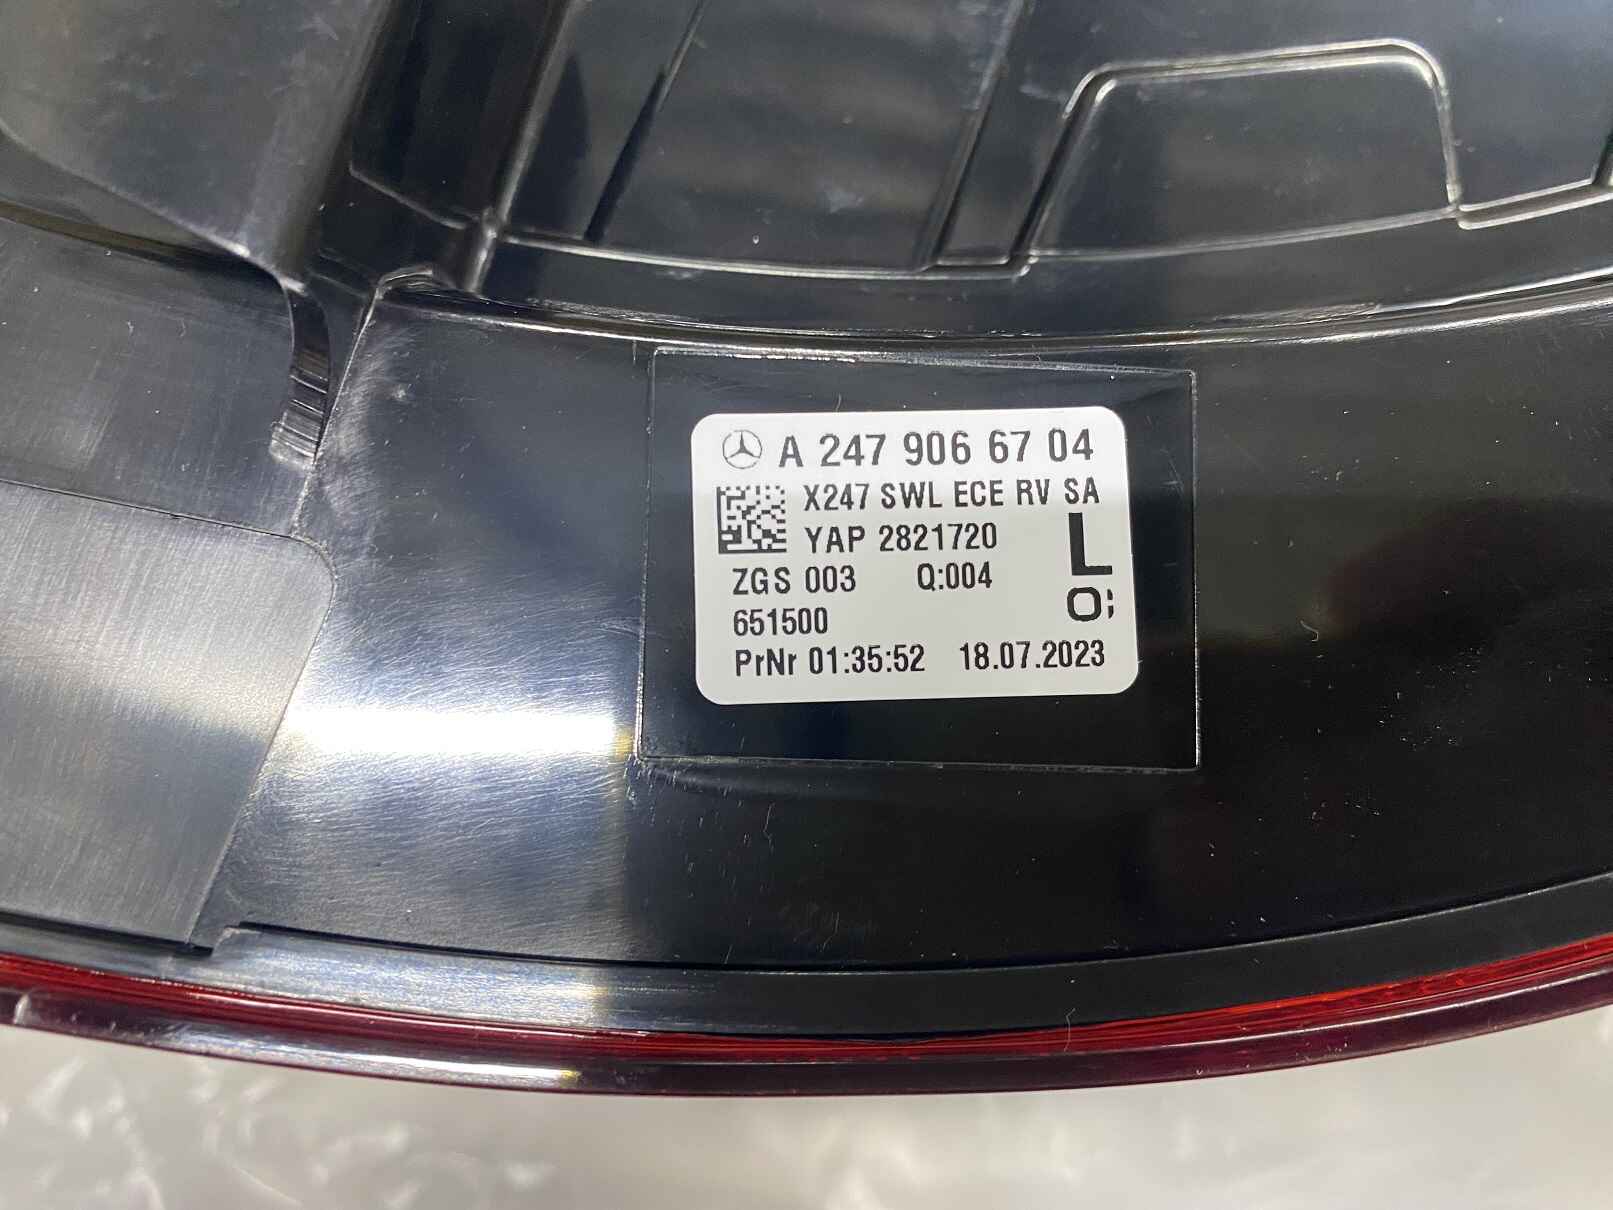 A 247 906 67 04
X247 SWL ECE RV SA
YAP 2821720
L
ZGS 003 Q:004
O;
651500
PrNr 01:35:52 18.07.2023